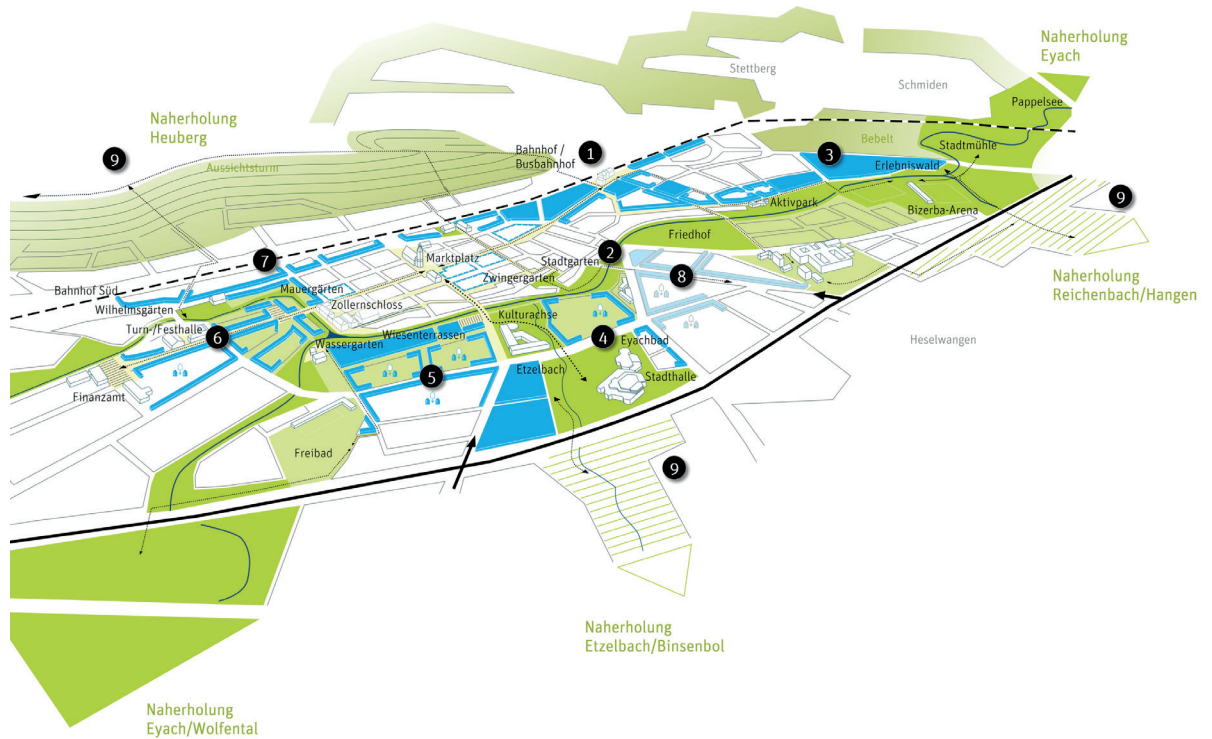 Naherholung
Eyach
Stettberg
Schmiden
Pappelsee
Naherholung
Heuberg
9
Bahnhof /
Busbahnhof
1
3
Bebelt
Stadtmühle
Aussichtsturm
Erlebniswald
9
Aktivpark
Bizerba-Arena
Friedhof
2
Marktplatz
Stadtgarten
7
8
Zwingergärten
Naherholung
Reichenbach/Hangen
Bahnhof Süd
Mauergärten
Wilhelmsgärten
Zollernschloss
Kulturachse
Turn-/Festhalle
6
Wiesenterrassen
4
Eyachbad
Heselwangen
Wassergarten
Etzelbach
5
Stadthalle
Finanzamt
Freibad
9
Naherholung
Etzelbach/Binsenbol
Naherholung
Eyach/Wolfental